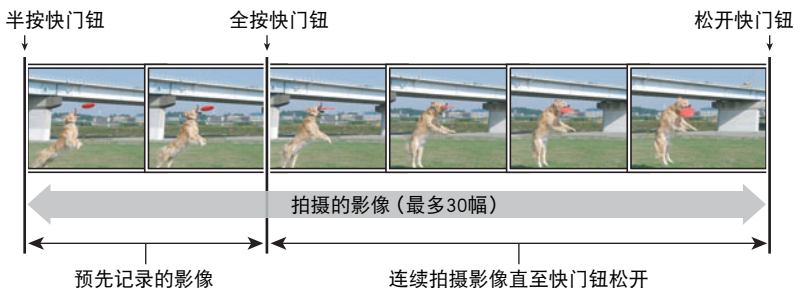 半按快门钮 全按快门钮 松开快门钮
拍摄的影像（最多30幅）
预先记录的影像 连续拍摄影像直至快门钮松开